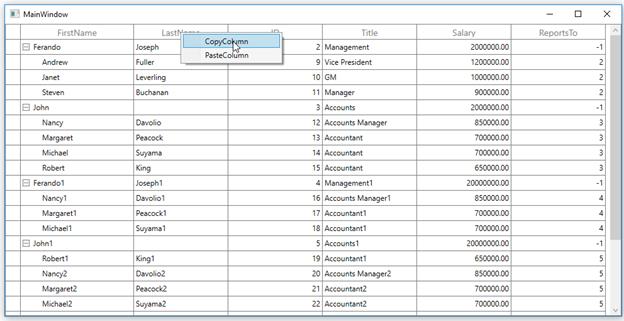 MainWindow
FirstName LastName Title Salary ReportsTo
CopyColumn
PasteColumn
Ferando Joseph 2 Management 2000000.00 -1
Andrew Fuller 9 Vice President 1200000.00 2
Janet Leverling 10 GM 1000000.00 2
Steven Buchanan 11 Manager 900000.00 2
John 3 Accounts 2000000.00 -1
Nancy Davolio 12 Accounts Manager 850000.00 3
Margaret Peacock 13 Accountant 700000.00 3
Michael Suyama 14 Accountant 700000.00 3
Robert King 15 Accountant 650000.00 3
Ferando1 Joseph1 4 Management1 20000000.00 -1
Nancy1 Davolio1 16 Accounts Manager1 850000.00 4
Margaret1 Peacock1 17 Accountant1 700000.00 4
Michael1 Suyama1 18 Accountant1 700000.00 4
John1 5 Accounts1 20000000.00 -1
Robert1 King1 19 Accountant1 650000.00 5
Nancy2 Davolio2 20 Accounts Manager2 850000.00 5
Margaret2 Peacock2 21 Accountant2 700000.00 5
Michael2 Suyama2 22 Accountant2 700000.00 5